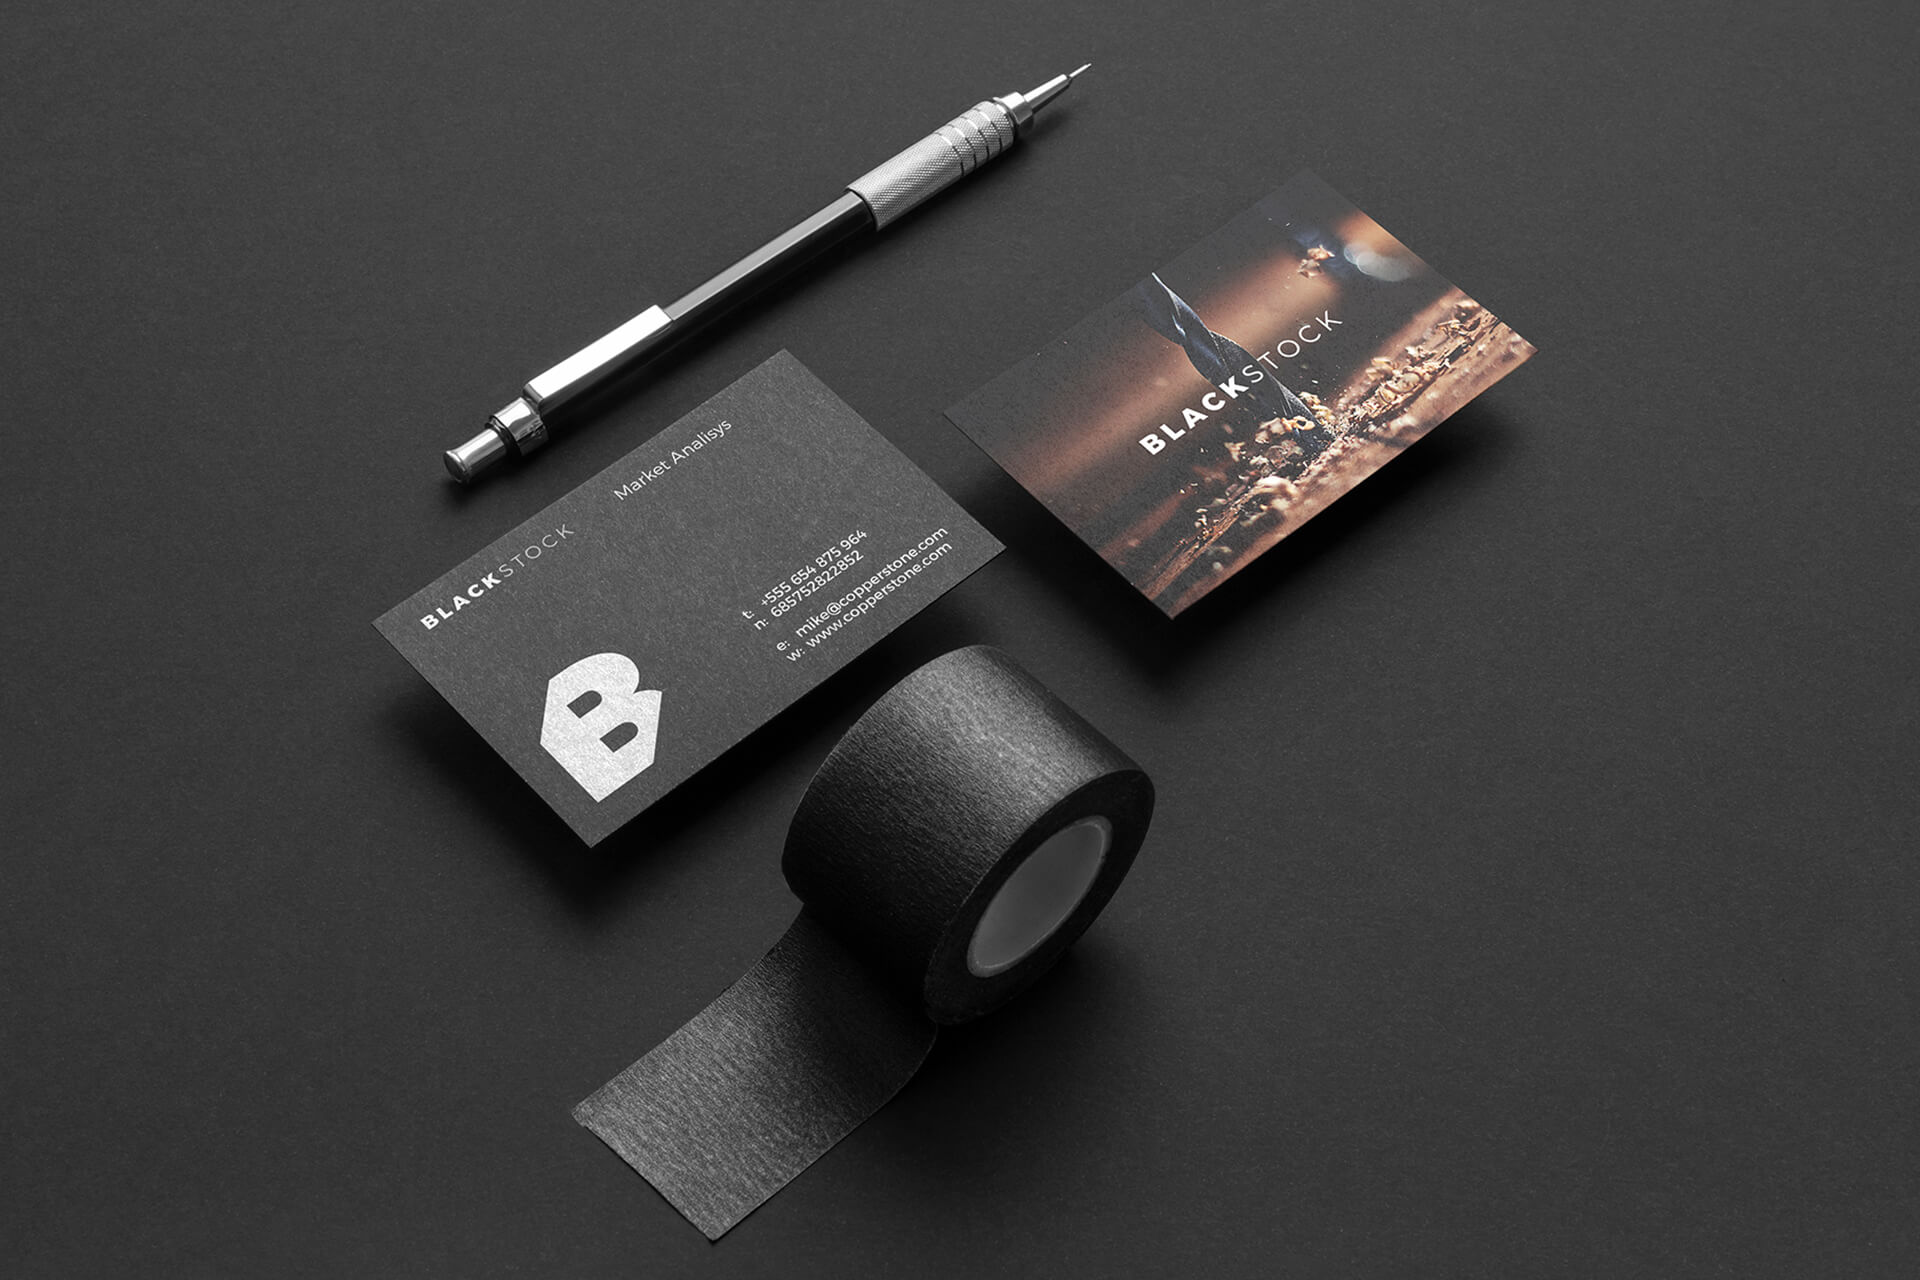 BLACKSTOCK
Market Analisys
t: +555 654 875 964
n: 685752822852
e: mike@copperstone.com
w: www.copperstone.com
B
BLACKSTOCK